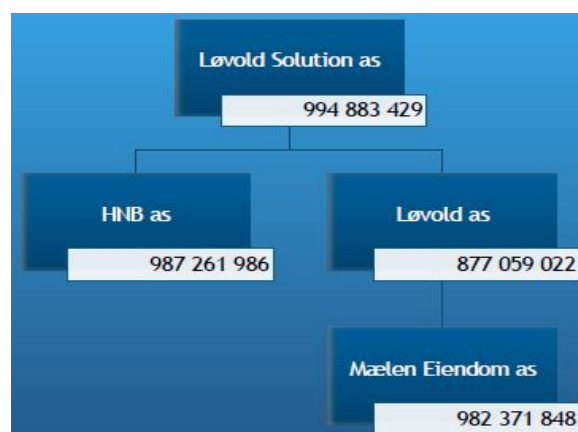 Løvold Solution as
994 883 429
HNB as
987 261 986
Løvold as
877 059 022
Mælen Eiendom as
982 371 848